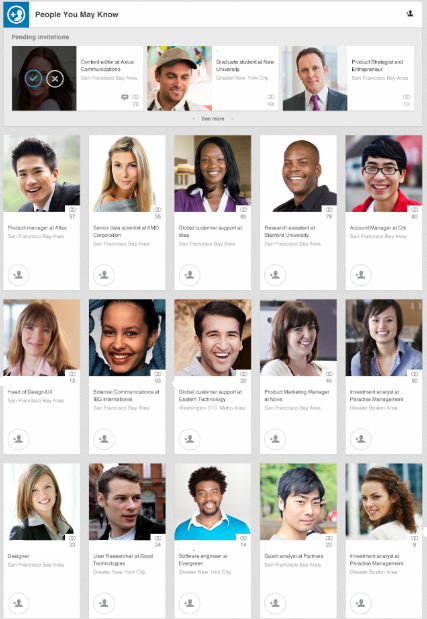 People You May Know
Pending invitations
Content editor at Axius
Communications
San Francisco Bay Area
73
Graduate student at New
University
Greater New York City
43
Product Strategist and
Entrepreneur
San Francisco Bay Area
See more
57
Product manager at Atlas
San Francisco Bay Area
55
Senior data scientist at KMD
Corporation
San Francisco Bay Area
60
Global customer support at
San Francisco Bay Area
78
Research assistant at
Stanford University
San Francisco Bay Area
80
Account Manager at Citi
San Francisco Bay Area
13
Head of Design/UX
San Francisco Bay Area
External Communications at
IBG International
San Francisco Bay Area
20
Global customer support at
Eastern Technology
Washington D.C. Metro Area
45
Product Marketing Manager
at Nova
San Francisco Bay Area
Investment analyst at
Paradise Management
Greater Boston Area
Designer
San Francisco Bay Area
24
User Researcher at Good
Technologies
Greater New York City
14
Software engineer at
Evergreen
Greater New York City
Quant analyst at Partners
San Francisco Bay Area
Investment analyst at
Paradise Management
Greater Boston Area